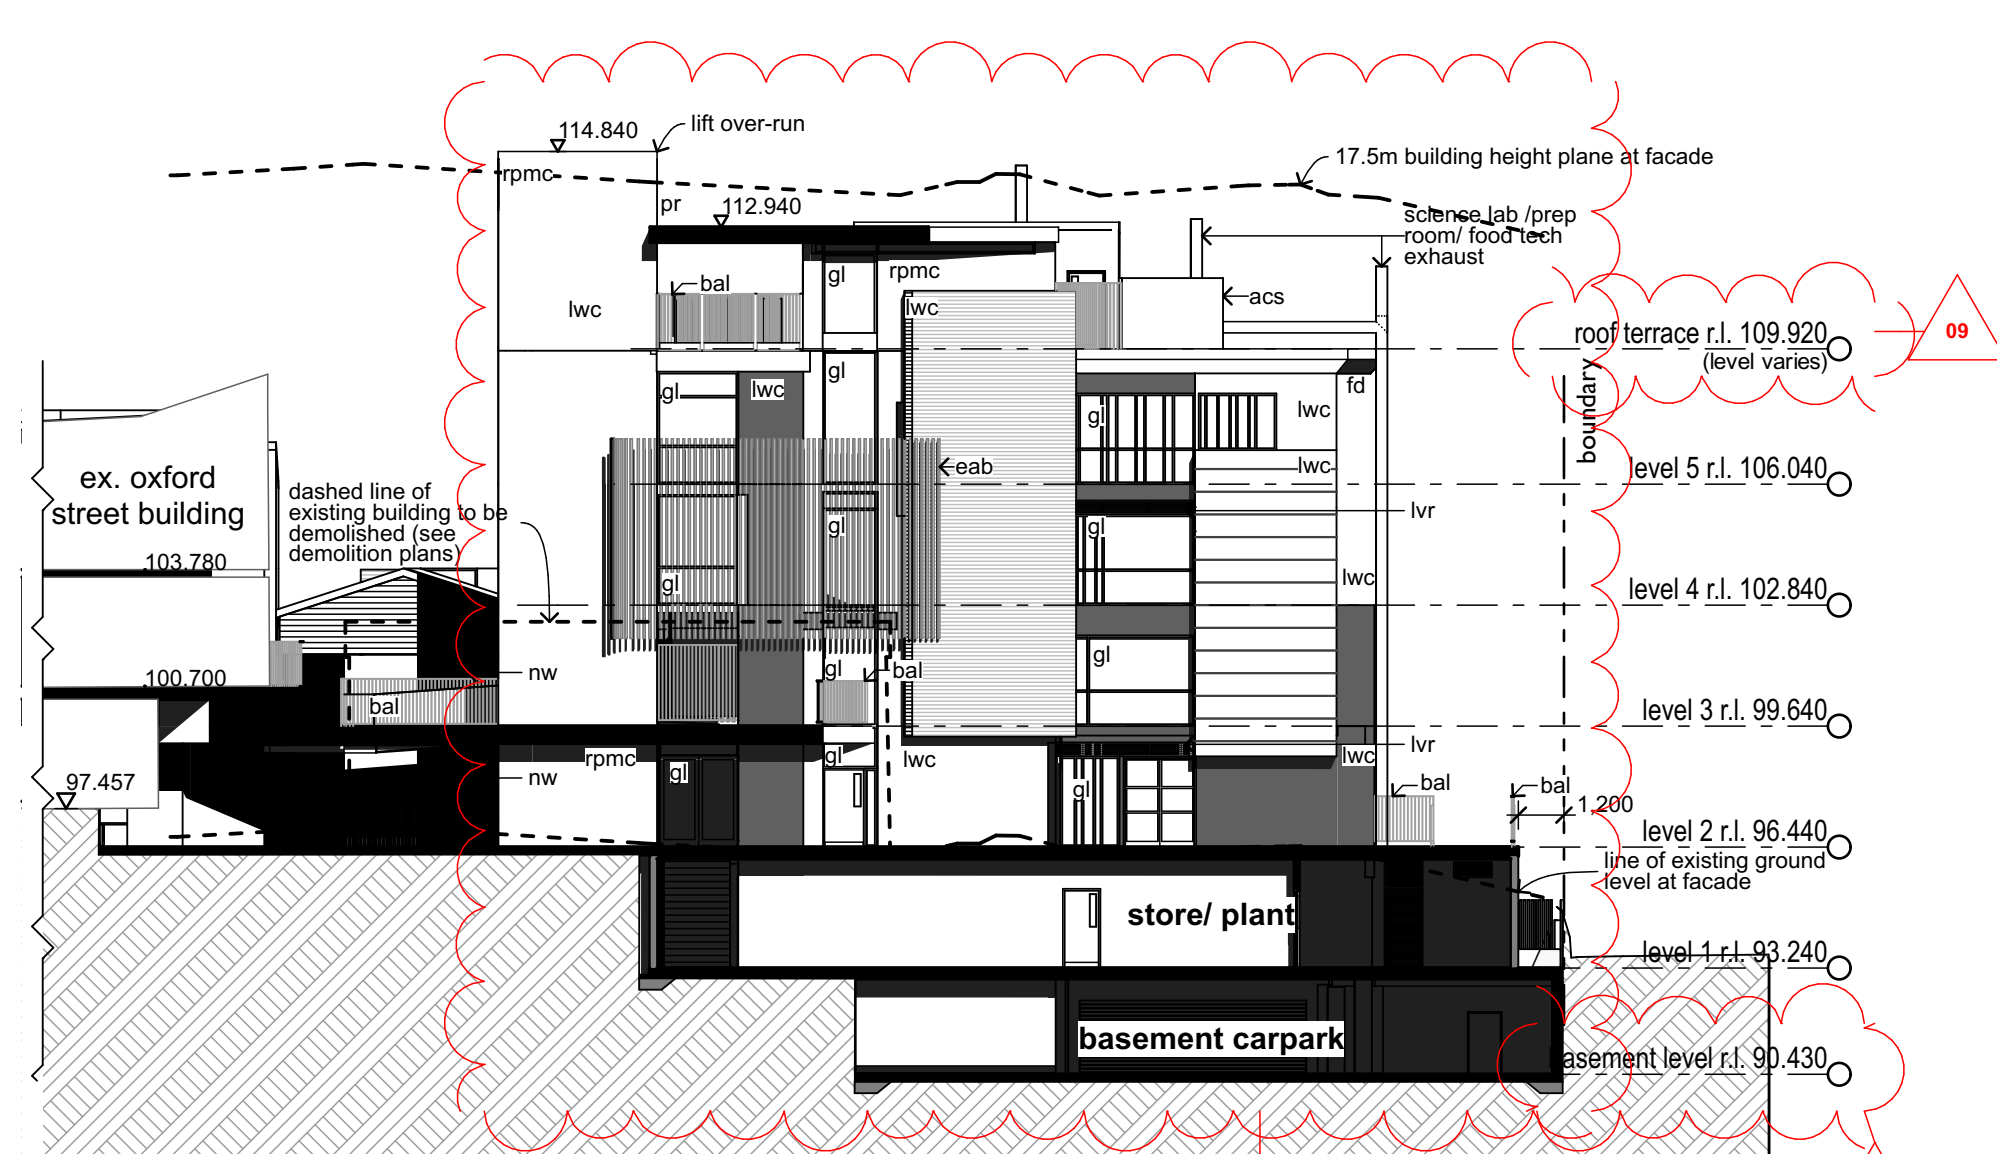 114.840
lift over-run
17.5m building height plane at facade
rpmc
pr
112.940
science lab /prep
room/ food tech
exhaust
gl
rpmc
bal
acs
lwc
lwc
roof terrace r.l. 109.920
(level varies)
09
boundary
gl
gl
lwc
fd
lwc
gl
ex. oxford
street building
dashed line of
existing building to be
demolished (see
demolition plans)
eab
lwc
level 5 r.l. 106.040
lvr
gl
gl
103.780
gl
lwc
level 4 r.l. 102.840
nw
gl
bal
gl
100.700
bal
level 3 r.l. 99.640
rpmc
gl
gl
lwc
lvr
lwc
nw
97.457
gl
bal
bal
1.200
level 2 r.l. 96.440
line of existing ground
level at facade
store/ plant
level 1 r.l. 93.240
basement carpark
asement level r.l. 90.430